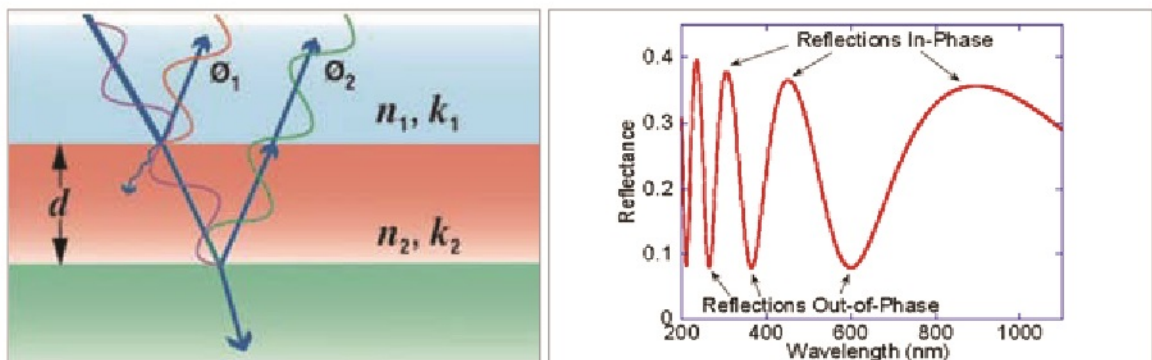 Ø1
Ø2
n1, k1
d
n2, k2
Reflections In-Phase
0.4
0.3
0.2
0.1
0
Reflectance
Reflections Out-of-Phase
200 400 600 800 1000
Wavelength (nm)